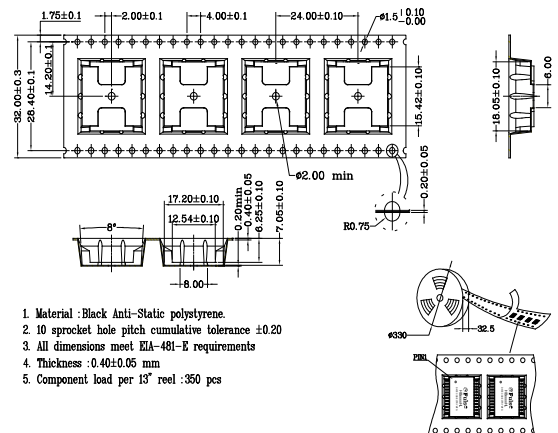 1.75±0.1
2.00±0.1
4.00±0.1
24.00±0.10
ø1.5 +0.10 -0.00
32.00±0.3
28.40±0.1
14.20±0.1
15.42±0.10
18.05±0.10
6.00
ø2.00 min
0.20±0.05
R0.75
8°
17.20±0.10
12.54±0.10
0.20min
0.40±0.05
6.25±0.10
7.05±0.10
8.00
1. Material :Black Anti-Static polystyrene.
2. 10 sprocket hole pitch cumulative tolerance ±0.20
3. All dimensions meet EIA-481-E requirements
4. Thickness :0.40±0.05 mm
5. Component load per 13" reel :350 pcs
ø330
32.5
PIN1
Pulse
Pulse